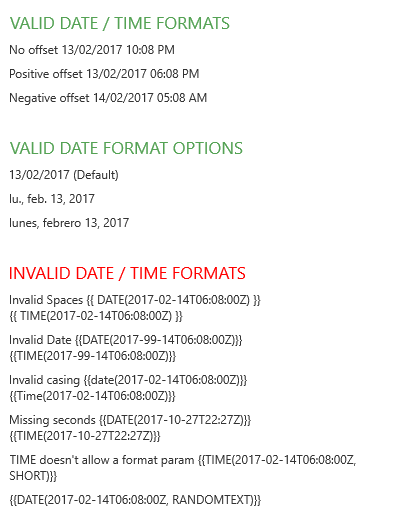 VALID DATE / TIME FORMATS
No offset 13/02/2017 10:08 PM
Positive offset 13/02/2017 06:08 PM
Negative offset 14/02/2017 05:08 AM
VALID DATE FORMAT OPTIONS
13/02/2017 (Default)
lu., feb. 13, 2017
lunes, febrero 13, 2017
INVALID DATE / TIME FORMATS
Invalid Spaces {{ DATE(2017-02-14T06:08:00Z) }}
{{ TIME(2017-02-14T06:08:00Z) }}
Invalid Date {{DATE(2017-99-14T06:08:00Z)}}
{{TIME(2017-99-14T06:08:00Z)}}
Invalid casing {{date(2017-02-14T06:08:00Z)}}
{{Time(2017-02-14T06:08:00Z)}}
Missing seconds {{DATE(2017-10-27T22:27Z)}}
{{TIME(2017-10-27T22:27Z)}}
TIME doesn't allow a format param {{TIME(2017-02-14T06:08:00Z,
SHORT)}}
{{DATE(2017-02-14T06:08:00Z, RANDOMTEXT)}}